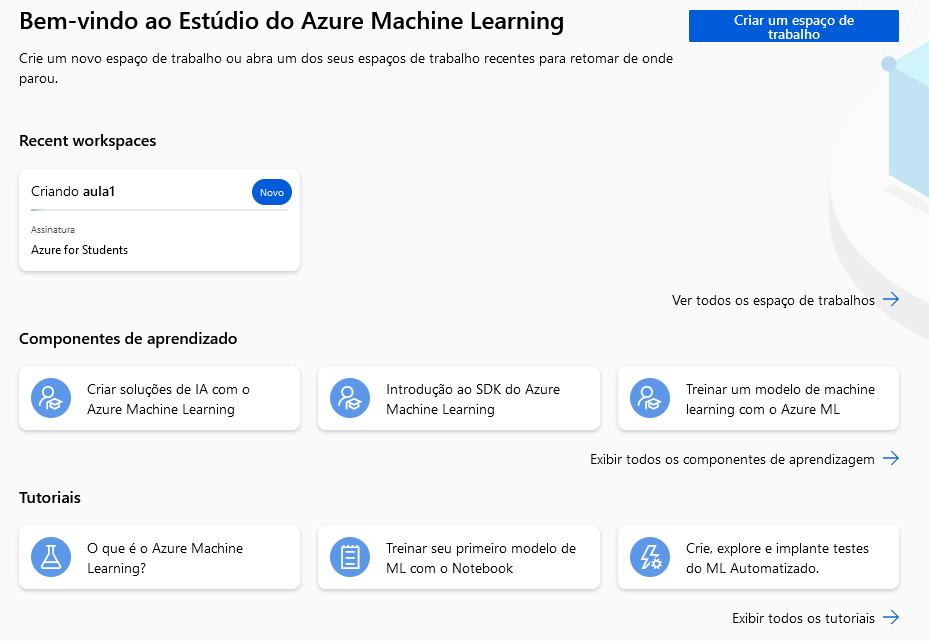 Bem-vindo ao Estúdio do Azure Machine Learning
Criar um espaço de
trabalho
Crie um novo espaço de trabalho ou abra um dos seus espaços de trabalho recentes para retomar de onde
parou.
Recent workspaces
Criando aula1
Novo
Assinatura
Azure for Students
Ver todos os espaço de trabalhos
Componentes de aprendizado
Criar soluções de IA com o
Azure Machine Learning
Introdução ao SDK do Azure
Machine Learning
Treinar um modelo de machine
learning com o Azure ML
Exibir todos os componentes de aprendizagem
Tutoriais
O que é o Azure Machine
Learning?
Treinar seu primeiro modelo de
ML com o Notebook
Crie, explore e implante testes
do ML Automatizado.
Exibir todos os tutoriais